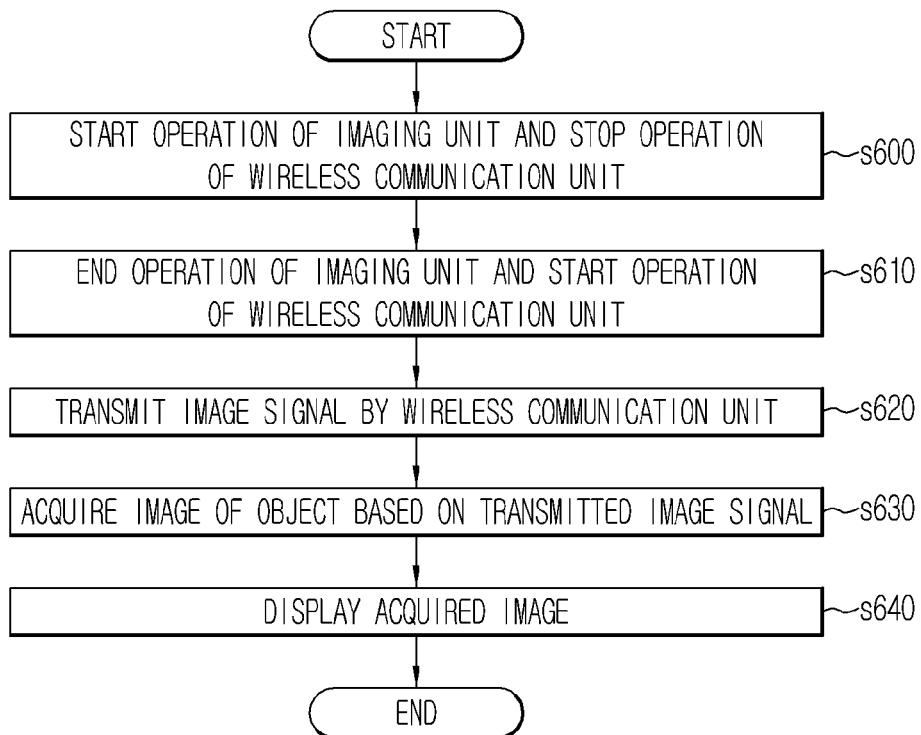 START
START OPERATION OF IMAGING UNIT AND STOP OPERATION
OF WIRELESS COMMUNICATION UNIT
s600
END OPERATION OF IMAGING UNIT AND START OPERATION
OF WIRELESS COMMUNICATION UNIT
s610
TRANSMIT IMAGE SIGNAL BY WIRELESS COMMUNICATION UNIT
s620
ACQUIRE IMAGE OF OBJECT BASED ON TRANSMITTED IMAGE SIGNAL
s630
DISPLAY ACQUIRED IMAGE
s640
END